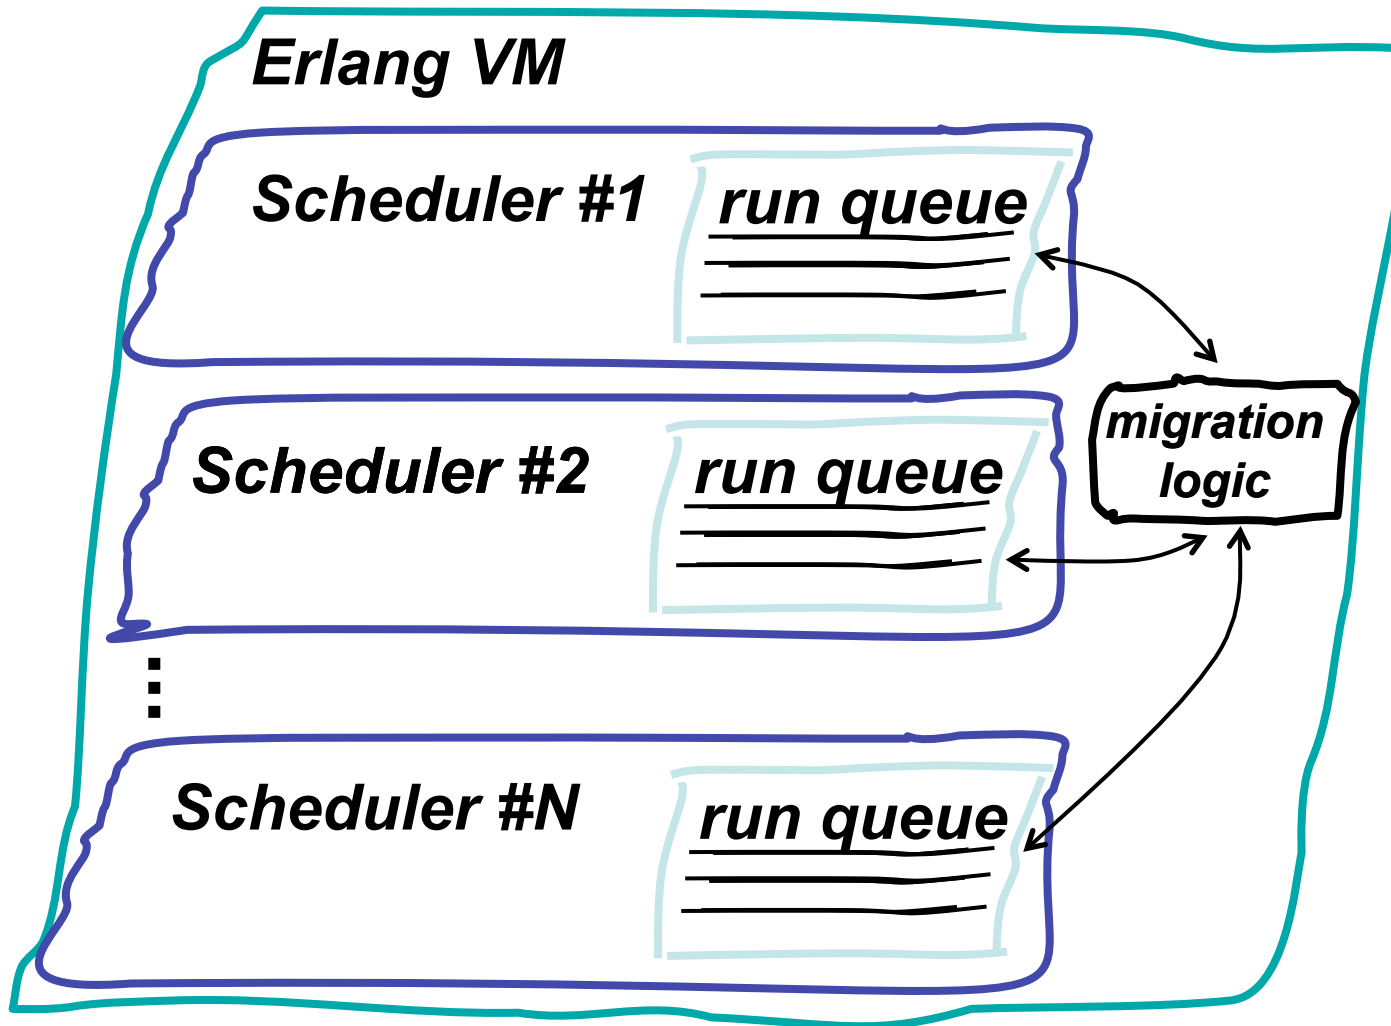 Erlang VM
Scheduler #1
run queue
migration
logic
Scheduler #2
run queue
⋮
Scheduler #N
run queue